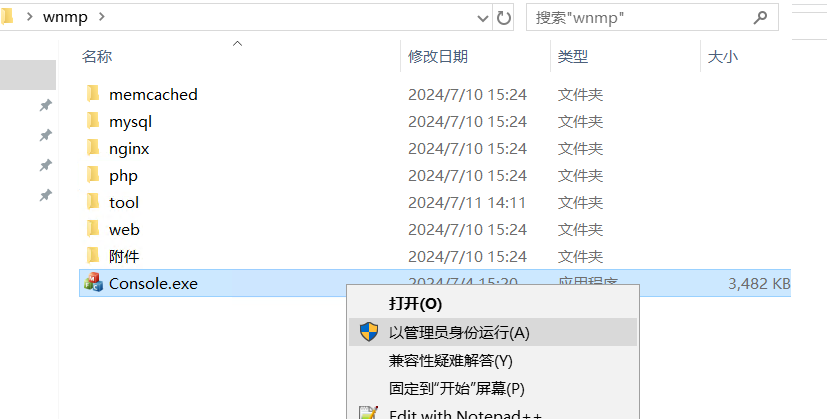 wnmp
搜索"wnmp"
名称 修改日期 类型 大小
memcached 2024/7/10 15:24 文件夹
mysql 2024/7/10 15:24 文件夹
nginx 2024/7/10 15:24 文件夹
php 2024/7/10 15:24 文件夹
tool 2024/7/11 14:11 文件夹
web 2024/7/10 15:24 文件夹
附件 2024/7/10 15:24 文件夹
Console.exe 2024/7/4 15:20 应用程序 3,482 KB
打开(O)
以管理员身份运行(A)
兼容性疑难解答(Y)
固定到"开始"屏幕(P)
Edit with Notepad++